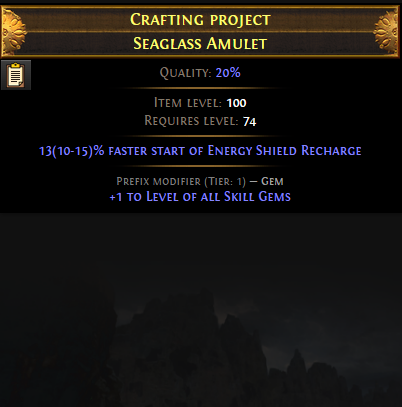 Crafting project
Seaglass Amulet
Quality: 20%
Item level: 100
Requires level: 74
13(10-15)% faster start of Energy Shield Recharge
Prefix modifier (Tier: 1) — Gem
+1 to Level of all Skill Gems